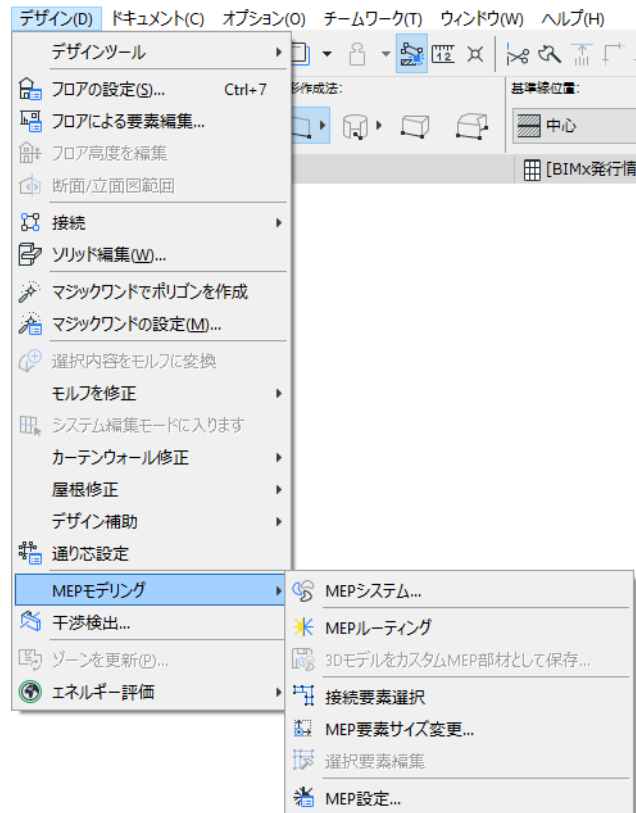 デザイン(D) ドキュメント(C) オプション(O) チームワーク(T) ウィンドウ(W) ヘルプ(H)
デザインツール
フロアの設定(S)... Ctrl+7
形作成法:
基準線位置:
フロアによる要素編集...
中心
フロア高度を編集
[BIMx発行情
断面/立面図範囲
接続
ソリッド編集(W)...
マジックワンドでポリゴンを作成
マジックワンドの設定(M)...
選択内容をモルフに変換
モルフを修正
システム編集モードに入ります
カーテンウォール修正
屋根修正
デザイン補助
通り芯設定
MEPモデリング
干渉検出...
ゾーンを更新(P)...
エネルギー評価
MEPシステム...
MEPルーティング
3DモデルをカスタムMEP部材として保存...
接続要素選択
MEP要素サイズ変更...
選択要素編集
MEP設定...